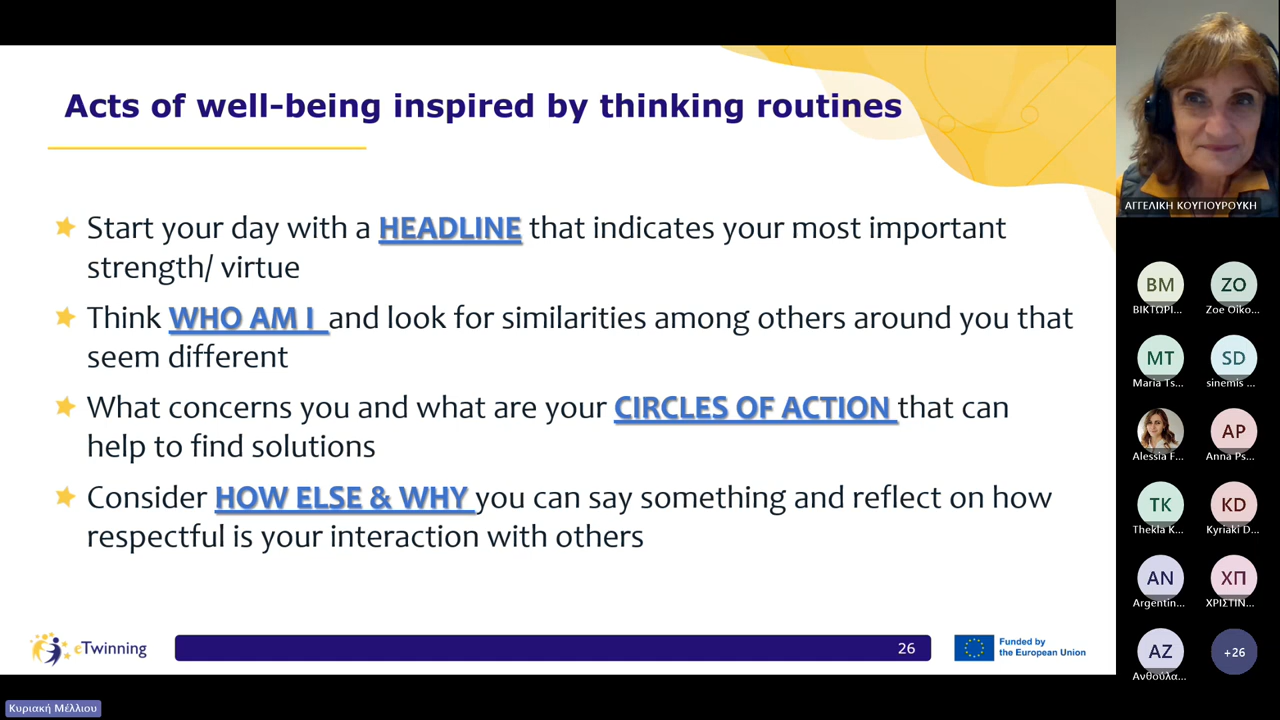 Acts of well-being inspired by thinking routines
Start your day with a HEADLINE that indicates your most important
strength/ virtue
Think WHO AM I and look for similarities among others around you that
seem different
What concerns you and what are your CIRCLES OF ACTION that can
help to find solutions
Consider HOW ELSE & WHY you can say something and reflect on how
respectful is your interaction with others
eTwinning
26
Funded by
the European Union
ΑΓΓΕΛΙΚΗ ΚΟΥΓΙΟΥΡΟΥΚΗ
ΒΜ
ΒΙΚΤΩΡΙ...
ZO
Zoe Oiko...
MT
Maria Ts...
SD
sinemis ...
Alessia F...
AP
Anna Ps...
TK
Thekla K...
KD
Kyriaki D...
AN
Argentin...
ΧΠ
ΧΡΙΣΤΙΝ...
ΑΖ
Ανθούλα...
+26
Κυριακή Μέλλιου